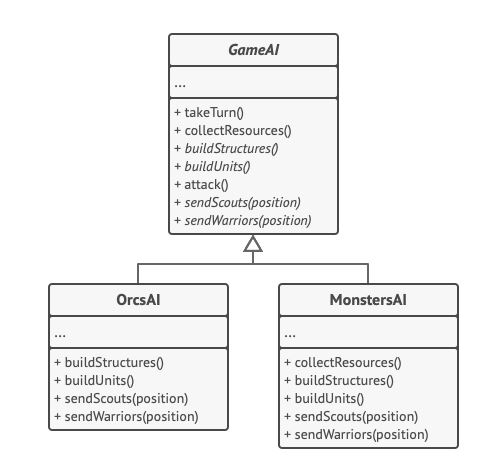 GameAI
...
+ takeTurn()
+ collectResources()
+ buildStructures()
+ buildUnits()
+ attack()
+ sendScouts(position)
+ sendWarriors(position)
OrcsAI
...
+ buildStructures()
+ buildUnits()
+ sendScouts(position)
+ sendWarriors(position)
MonstersAI
...
+ collectResources()
+ buildStructures()
+ buildUnits()
+ sendScouts(position)
+ sendWarriors(position)